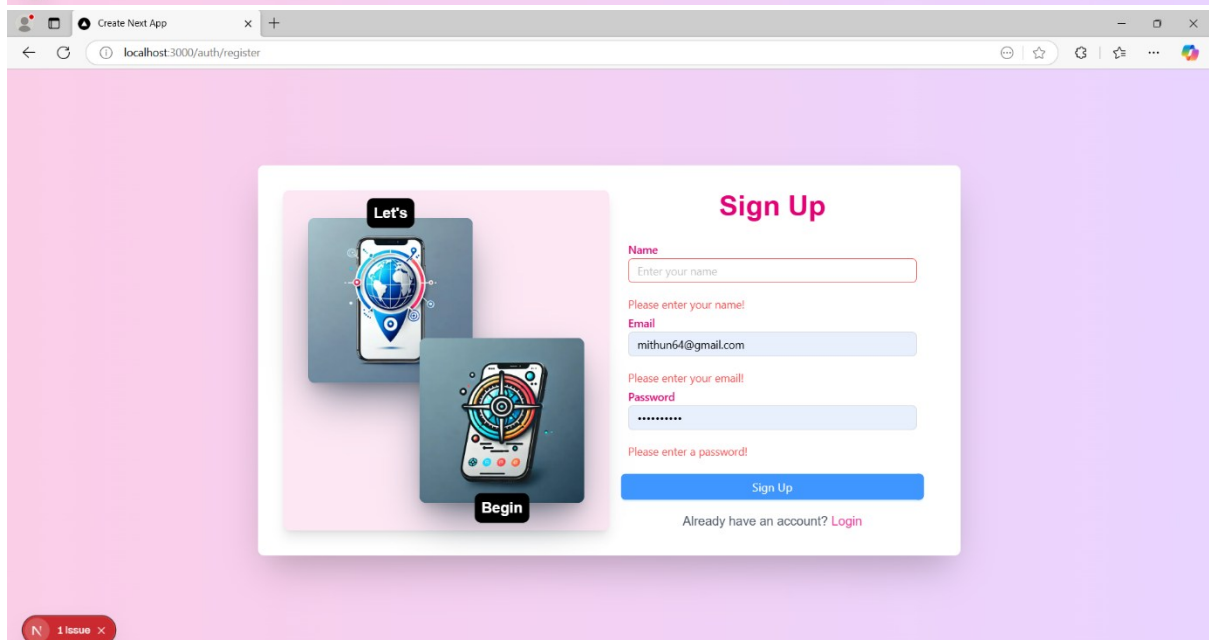 Create Next App
localhost:3000/auth/register
Let's
Begin
Sign Up
Name
Enter your name
Please enter your name!
Email
mithun64@gmail.com
Please enter your email!
Password
••••••••••
Please enter a password!
Sign Up
Already have an account? Login
N 1 Issue